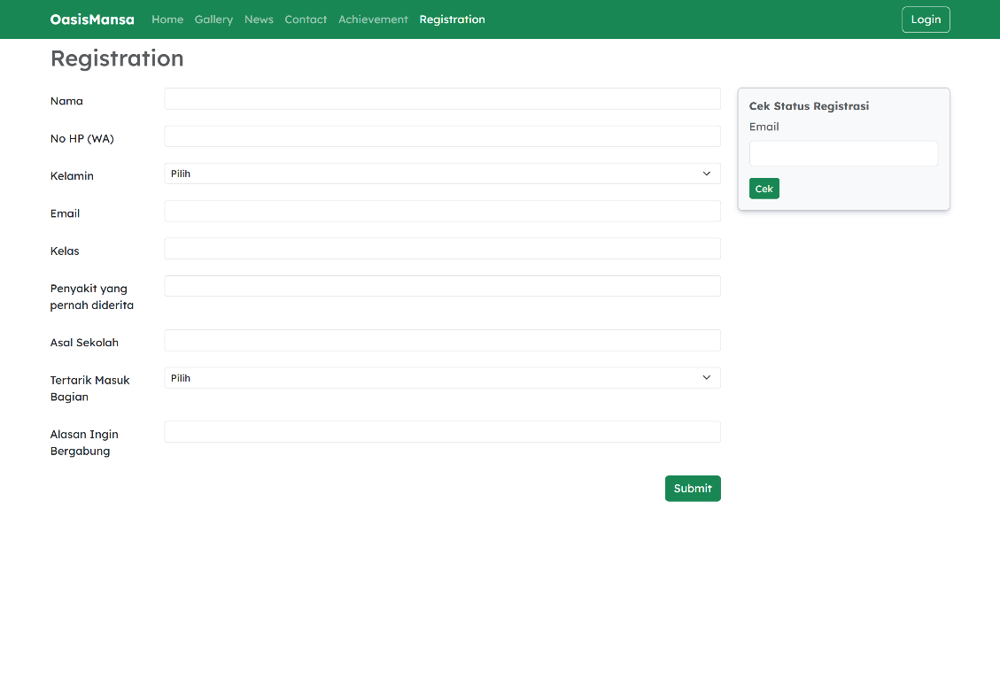 OasisMansa Home Gallery News Contact Achievement Registration Login
Registration
Nama
No HP (WA)
Kelamin Pilih
Email
Kelas
Penyakit yang
pernah diderita
Asal Sekolah
Tertarik Masuk Pilih
Bagian
Alasan Ingin
Bergabung
Submit
Cek Status Registrasi
Email
Cek